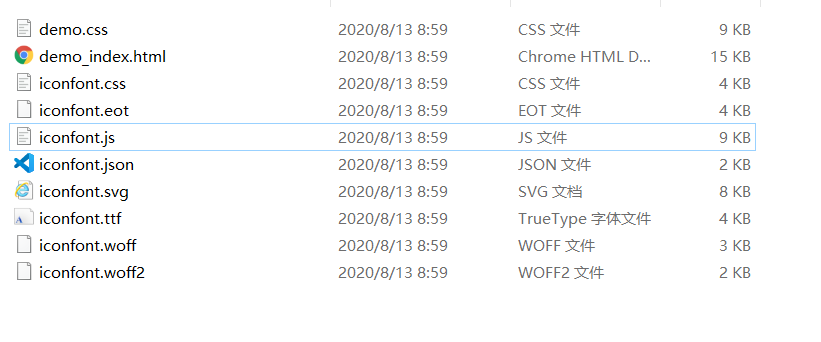 demo.css 2020/8/13 8:59 CSS 文件 9 KB
demo_index.html 2020/8/13 8:59 Chrome HTML D... 15 KB
iconfont.css 2020/8/13 8:59 CSS 文件 4 KB
iconfont.eot 2020/8/13 8:59 EOT 文件 4 KB
iconfont.js 2020/8/13 8:59 JS 文件 9 KB
iconfont.json 2020/8/13 8:59 JSON 文件 2 KB
iconfont.svg 2020/8/13 8:59 SVG 文档 8 KB
iconfont.ttf 2020/8/13 8:59 TrueType 字体文件 4 KB
iconfont.woff 2020/8/13 8:59 WOFF 文件 3 KB
iconfont.woff2 2020/8/13 8:59 WOFF2 文件 2 KB